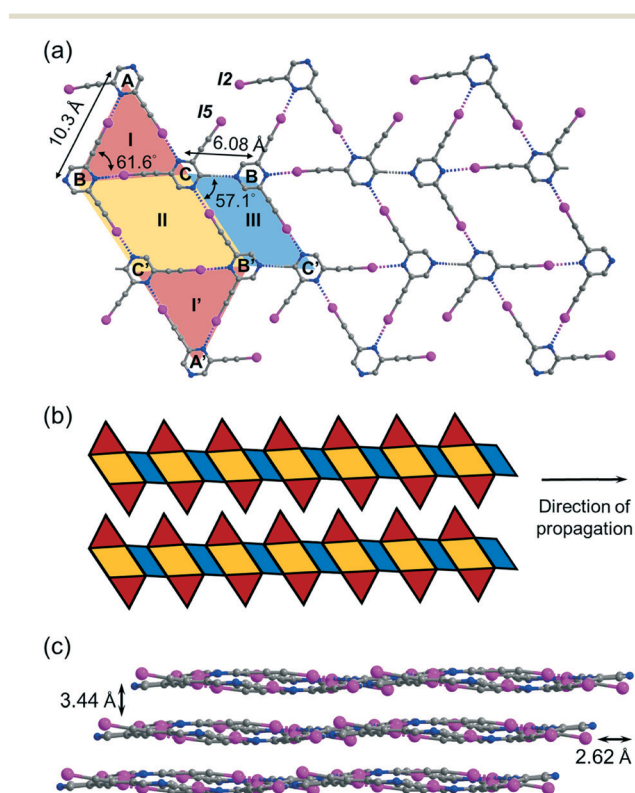 (a)
A
I2
10.3 Å
I
I5
61.6°
6.08 Å
B
C
B
57.1°
II
III
C'
B'
C'
I'
A'
(b)
Direction of
propagation
(c)
3.44 Å
2.62 Å